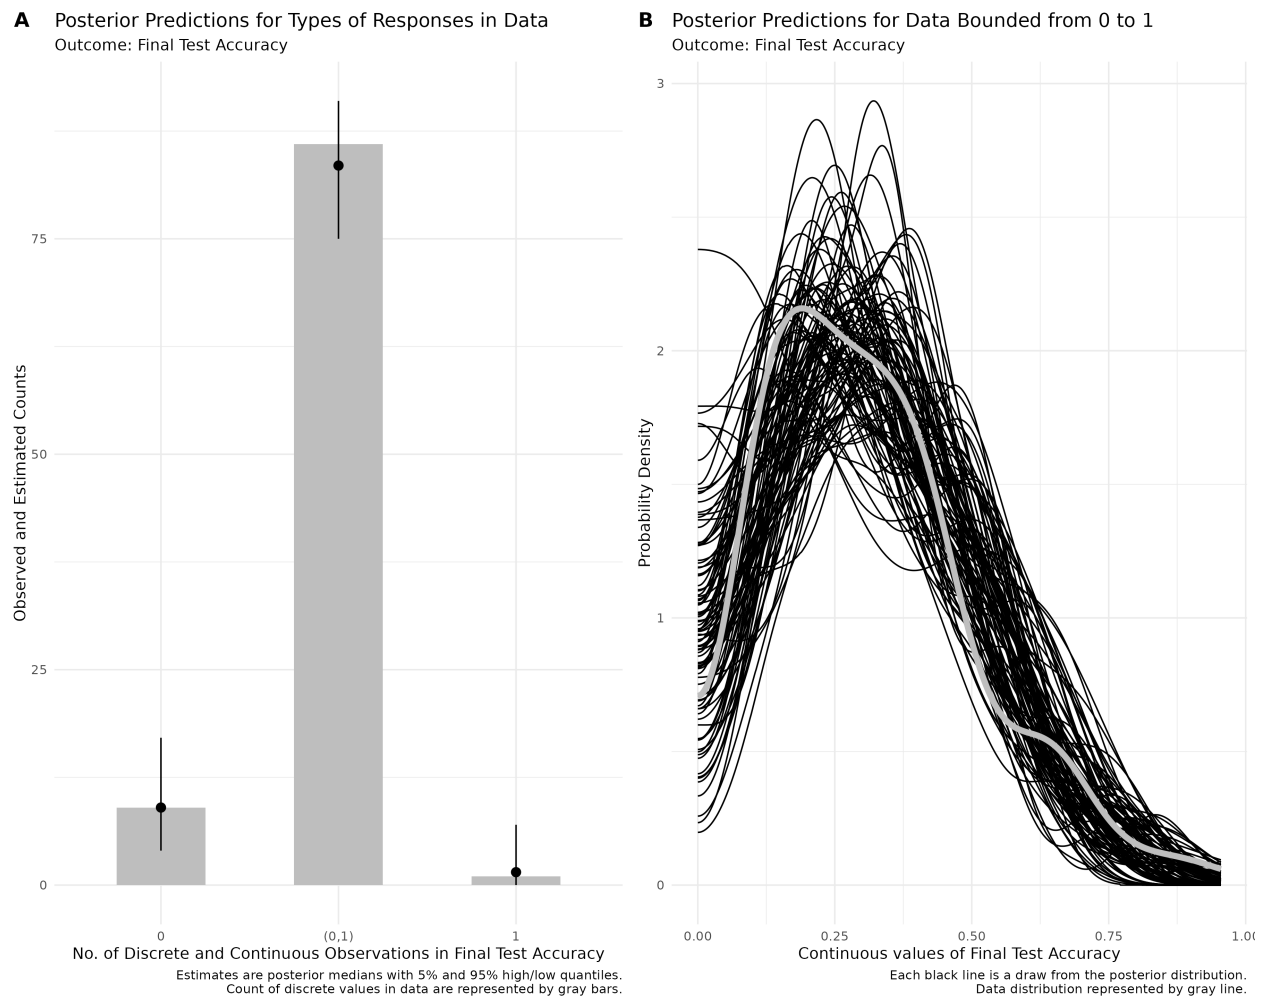 A
Posterior Predictions for Types of Responses in Data
Outcome: Final Test Accuracy
Observed and Estimated Counts
75
50
25
0
0
(0,1)
1
No. of Discrete and Continuous Observations in Final Test Accuracy
Estimates are posterior medians with 5% and 95% high/low quantiles.
Count of discrete values in data are represented by gray bars.
B
Posterior Predictions for Data Bounded from 0 to 1
Outcome: Final Test Accuracy
Probability Density
3
2
1
0
0.00
0.25
0.50
0.75
1.00
Continuous values of Final Test Accuracy
Each black line is a draw from the posterior distribution.
Data distribution represented by gray line.